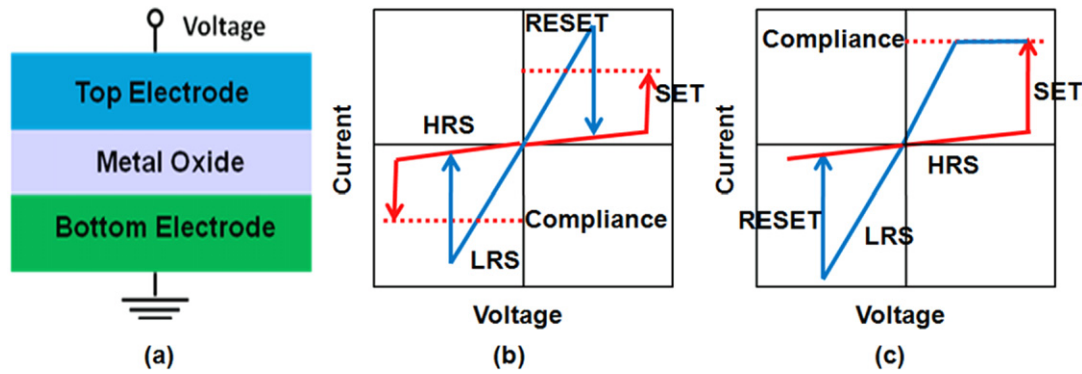 Voltage
Top Electrode
Metal Oxide
Bottom Electrode
(a)
RESET
SET
HRS
Compliance
LRS
Current
Voltage
(b)
Compliance
SET
HRS
RESET
LRS
Current
Voltage
(c)